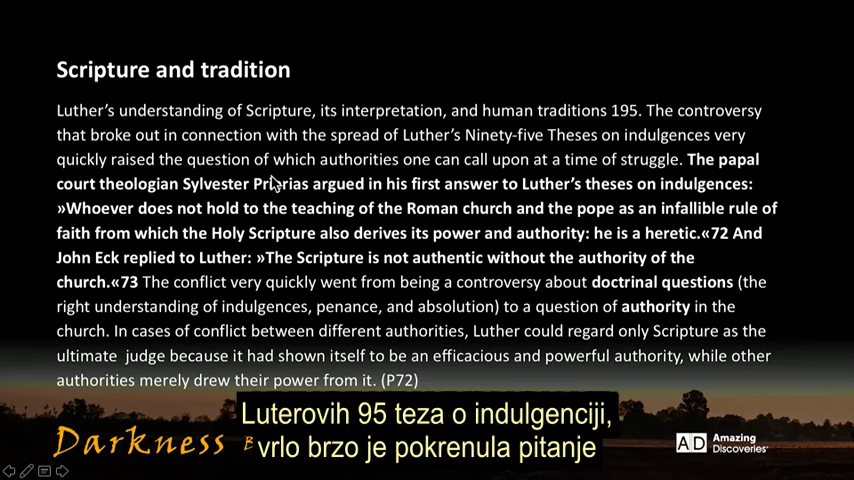 Scripture and tradition
Luther's understanding of Scripture, its interpretation, and human traditions 195. The controversy
that broke out in connection with the spread of Luther's Ninety-five Theses on indulgences very
quickly raised the question of which authorities one can call upon at a time of struggle. The papal
court theologian Sylvester Prierias argued in his first answer to Luther's theses on indulgences:
»Whoever does not hold to the teaching of the Roman church and the pope as an infallible rule of
faith from which the Holy Scripture also derives its power and authority: he is a heretic.«72 And
John Eck replied to Luther: »The Scripture is not authentic without the authority of the
church.«73 The conflict very quickly went from being a controversy about doctrinal questions (the
right understanding of indulgences, penance, and absolution) to a question of authority in the
church. In cases of conflict between different authorities, Luther could regard only Scripture as the
ultimate judge because it had shown itself to be an efficacious and powerful authority, while other
authorities merely drew their power from it. (P72)
Luterovih 95 teza o indulgenciji,
vrlo brzo je pokrenula pitanje
Darkness B
AD Amazing
Discoveries